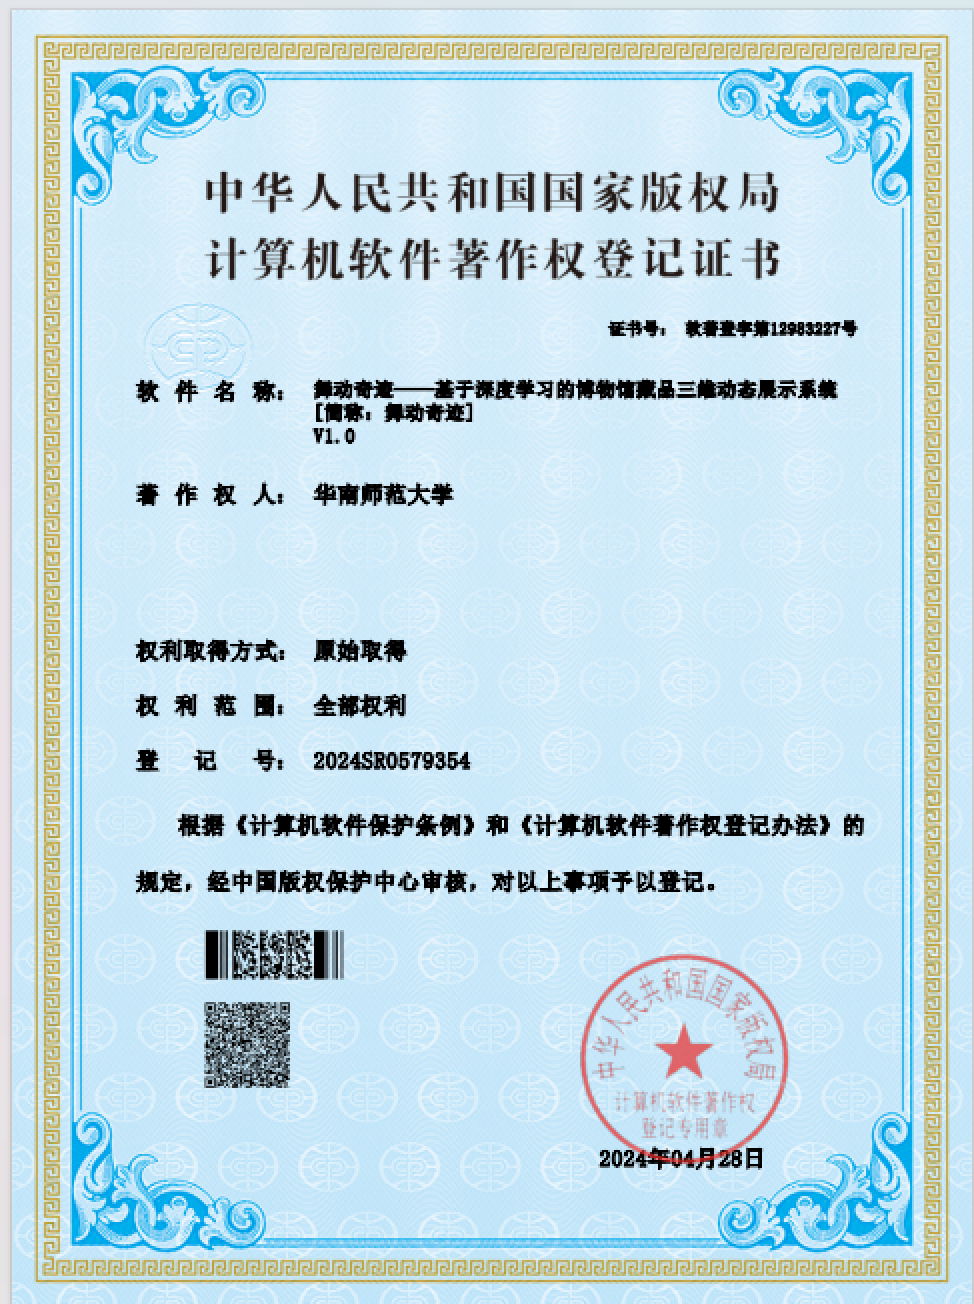 中华人民共和国国家版权局
计算机软件著作权登记证书
证书号： 软著登字第12983227号
软件名称： 舞动奇迹——基于深度学习的博物馆藏品三维动态展示系统
[简称：舞动奇迹]
V1.0
著作权人： 华南师范大学
权利取得方式： 原始取得
权利范围： 全部权利
登记号： 2024SR0579354
根据《计算机软件保护条例》和《计算机软件著作权登记办法》的
规定，经中国版权保护中心审核，对以上事项予以登记。
中华人民共和国国家版权局
计算机软件著作权
登记专用章
2024年04月28日